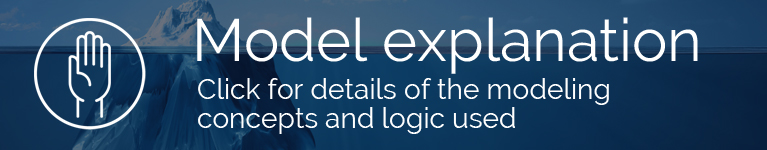 Model explanation
Click for details of the modeling
concepts and logic used